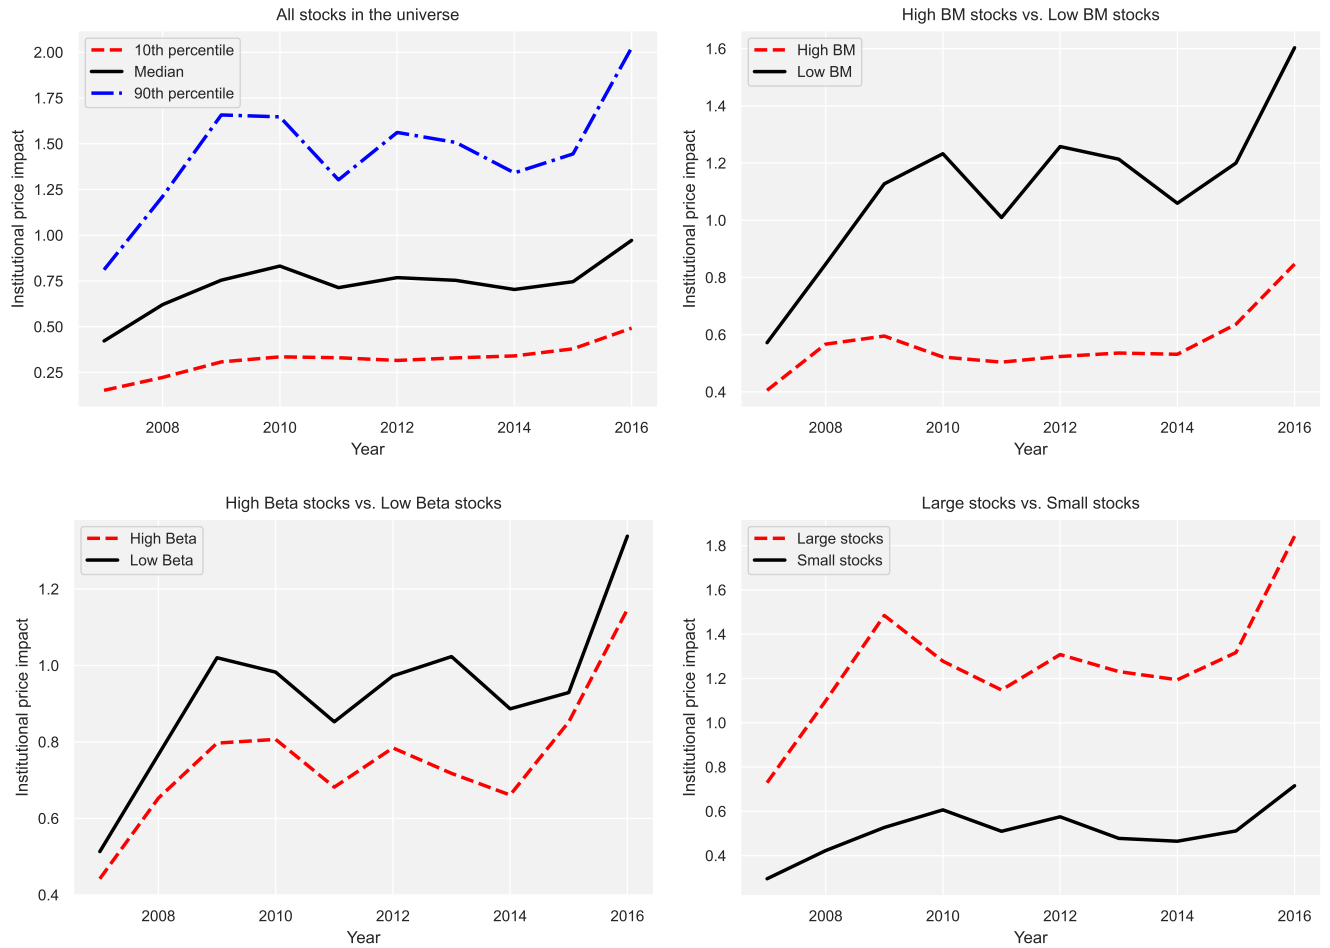 All stocks in the universe
10th percentile
Median
90th percentile
2.00
1.75
1.50
1.25
1.00
0.75
0.50
0.25
Institutional price impact
2008 2010 2012 2014 2016
Year
High BM stocks vs. Low BM stocks
High BM
Low BM
1.6
1.4
1.2
1.0
0.8
0.6
0.4
Institutional price impact
2008 2010 2012 2014 2016
Year
High Beta stocks vs. Low Beta stocks
High Beta
Low Beta
1.2
1.0
0.8
0.6
0.4
Institutional price impact
2008 2010 2012 2014 2016
Year
Large stocks vs. Small stocks
Large stocks
Small stocks
1.8
1.6
1.4
1.2
1.0
0.8
0.6
0.4
Institutional price impact
2008 2010 2012 2014 2016
Year